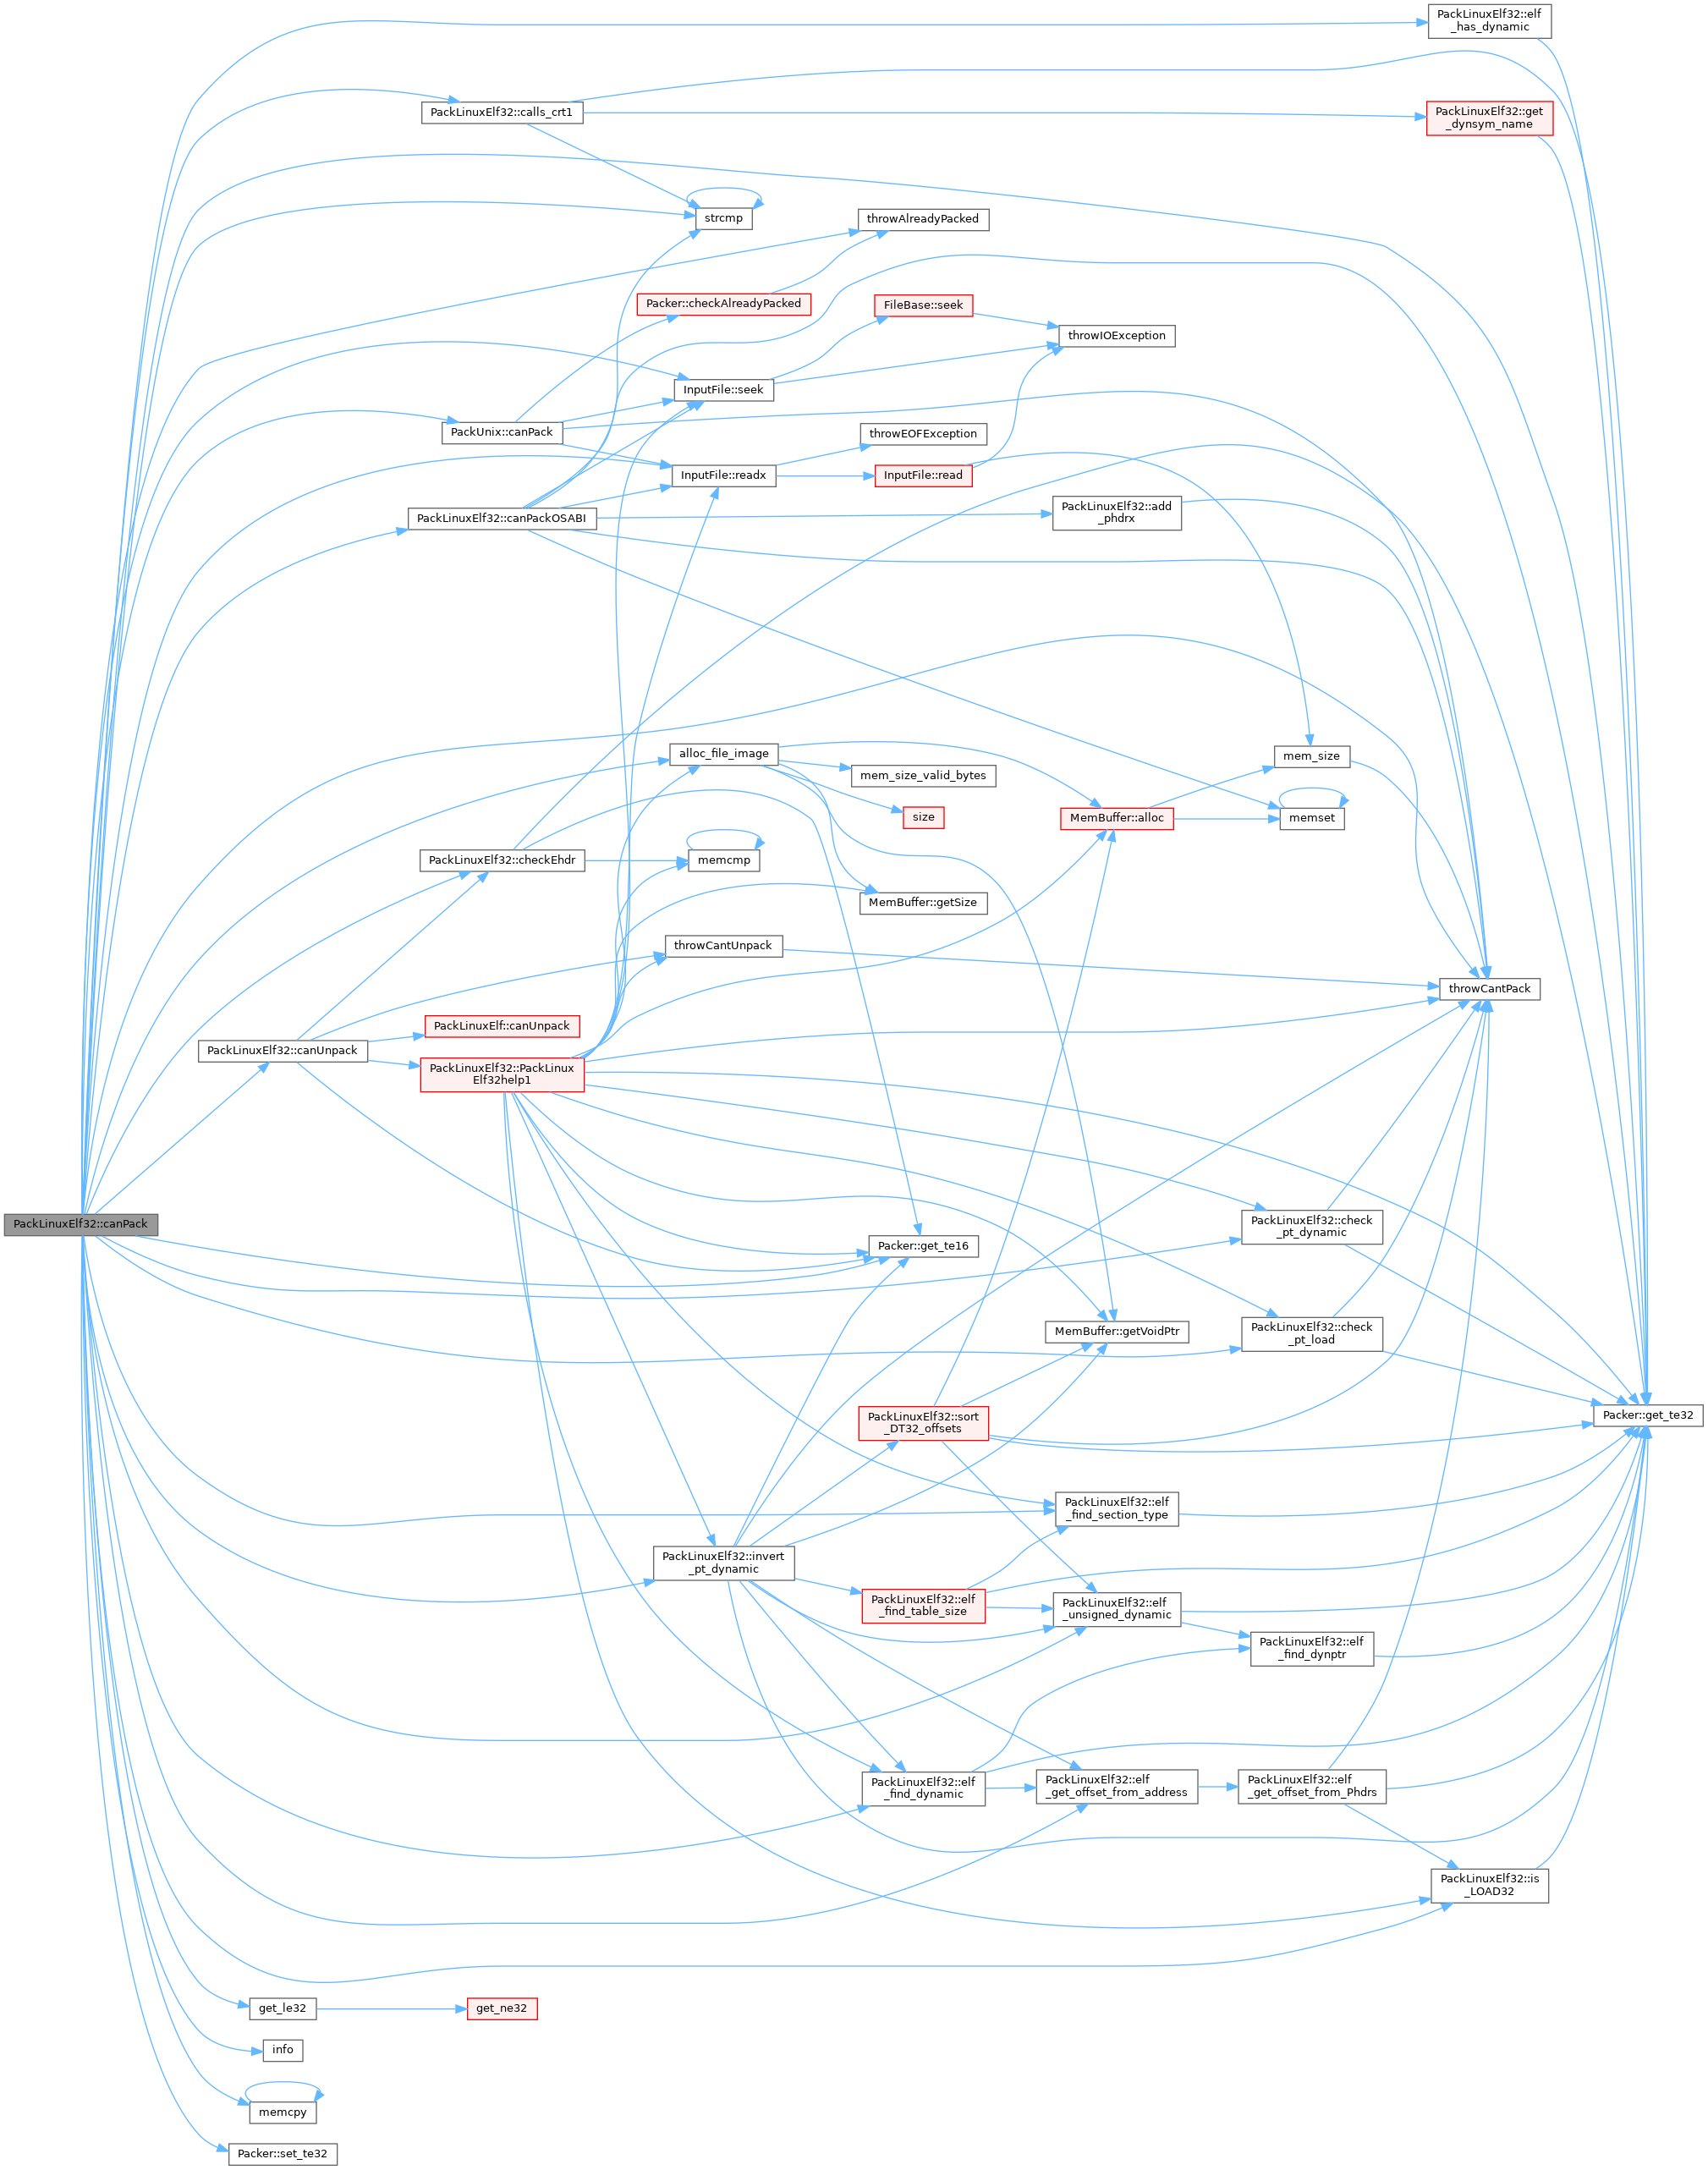 PackLinuxElf32::elf
_has_dynamic
PackLinuxElf32::calls_crt1
PackLinuxElf32::get
_dynsym_name
strcmp
throwAlreadyPacked
Packer::checkAlreadyPacked
FileBase::seek
throwIOException
InputFile::seek
PackUnix::canPack
throwEOFException
InputFile::readx
InputFile::read
PackLinuxElf32::canPackOSABI
PackLinuxElf32::add
_phdrx
alloc_file_image
mem_size
mem_size_valid_bytes
size
MemBuffer::alloc
memset
PackLinuxElf32::checkEhdr
memcmp
MemBuffer::getSize
throwCantUnpack
throwCantPack
PackLinuxElf::canUnpack
PackLinuxElf32::canUnpack
PackLinuxElf32::PackLinux
Elf32help1
PackLinuxElf32::canPack
PackLinuxElf32::check
_pt_dynamic
Packer::get_te16
MemBuffer::getVoidPtr
PackLinuxElf32::check
_pt_load
PackLinuxElf32::sort
_DT32_offsets
Packer::get_te32
PackLinuxElf32::elf
_find_section_type
PackLinuxElf32::invert
_pt_dynamic
PackLinuxElf32::elf
_find_table_size
PackLinuxElf32::elf
_unsigned_dynamic
PackLinuxElf32::elf
_find_dynptr
PackLinuxElf32::elf
_find_dynamic
PackLinuxElf32::elf
_get_offset_from_address
PackLinuxElf32::elf
_get_offset_from_Phdrs
PackLinuxElf32::is
_LOAD32
get_le32
get_ne32
info
memcpy
Packer::set_te32